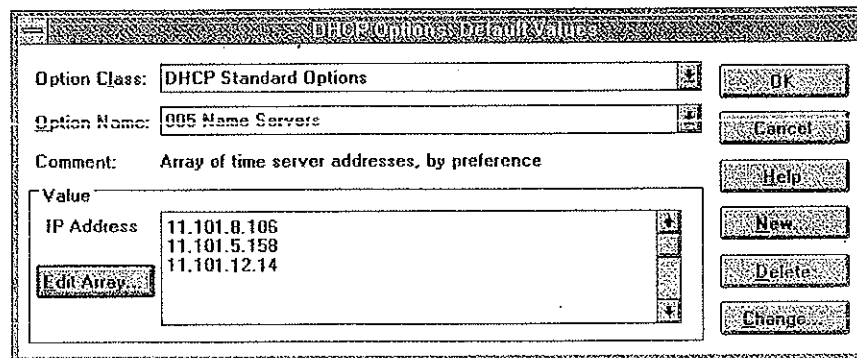 DHCP Options: Default Values
Option Class: DHCP Standard Options
Option Name: 005 Name Servers
Comment: Array of time server addresses, by preference
Value
IP Address
11.101.8.106
11.101.5.158
11.101.12.14
Edit Array...
OK
Cancel
Help
New...
Delete
Change...